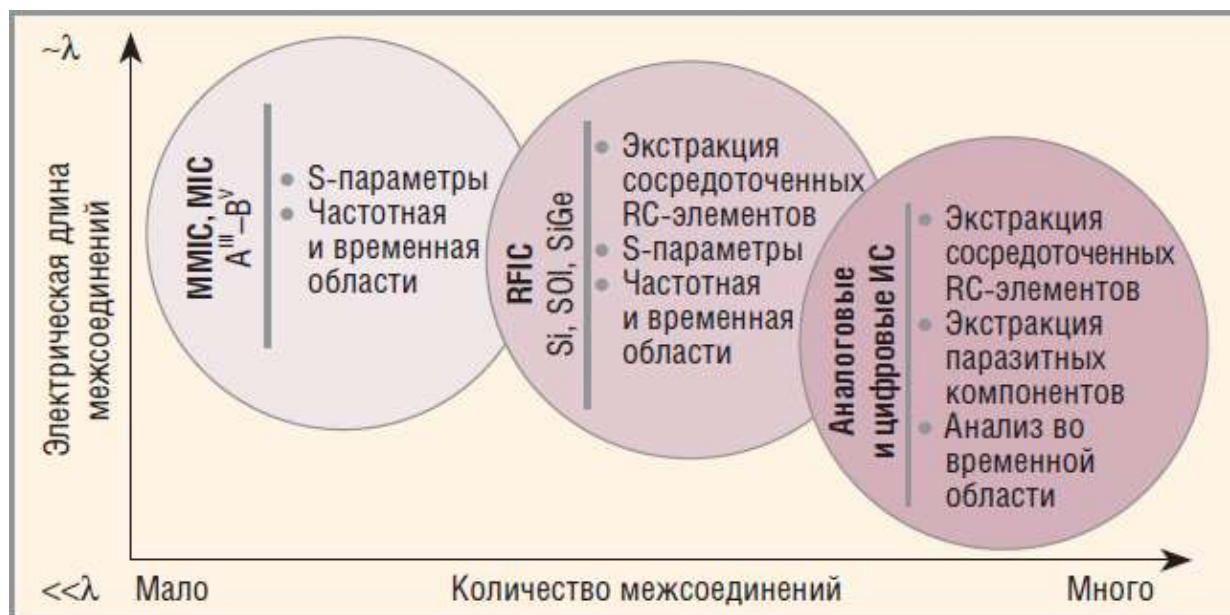 ~λ
Электрическая длина
межсоединений
MMIC, MIC
Aᴵᴵᴵ–Bⱽ
• S-параметры
• Частотная
и временная
области
RFIC
Si, SOI, SiGe
• Экстракция
сосредоточенных
RC-элементов
• S-параметры
• Частотная
и временная
области
Аналоговые
и цифровые ИС
• Экстракция
сосредоточенных
RC-элементов
• Экстракция
паразитных
компонентов
• Анализ во
временной
области
<<λ Мало Количество межсоединений Много